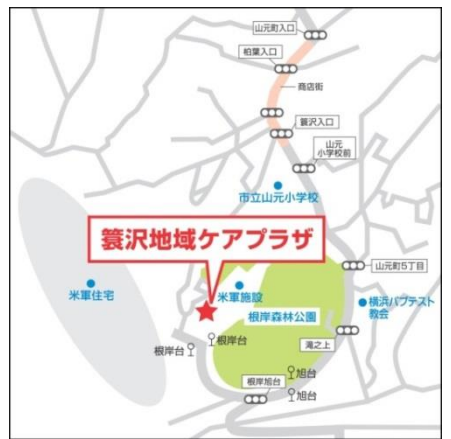 山元町入口
柏葉入口
商店街
簑沢入口
山元
小学校前
市立山元小学校
簑沢地域ケアプラザ
山元町5丁目
米軍住宅
米軍施設
横浜バプテスト
教会
根岸森林公園
滝之上
根岸台
根岸台
旭台
根岸旭台
旭台